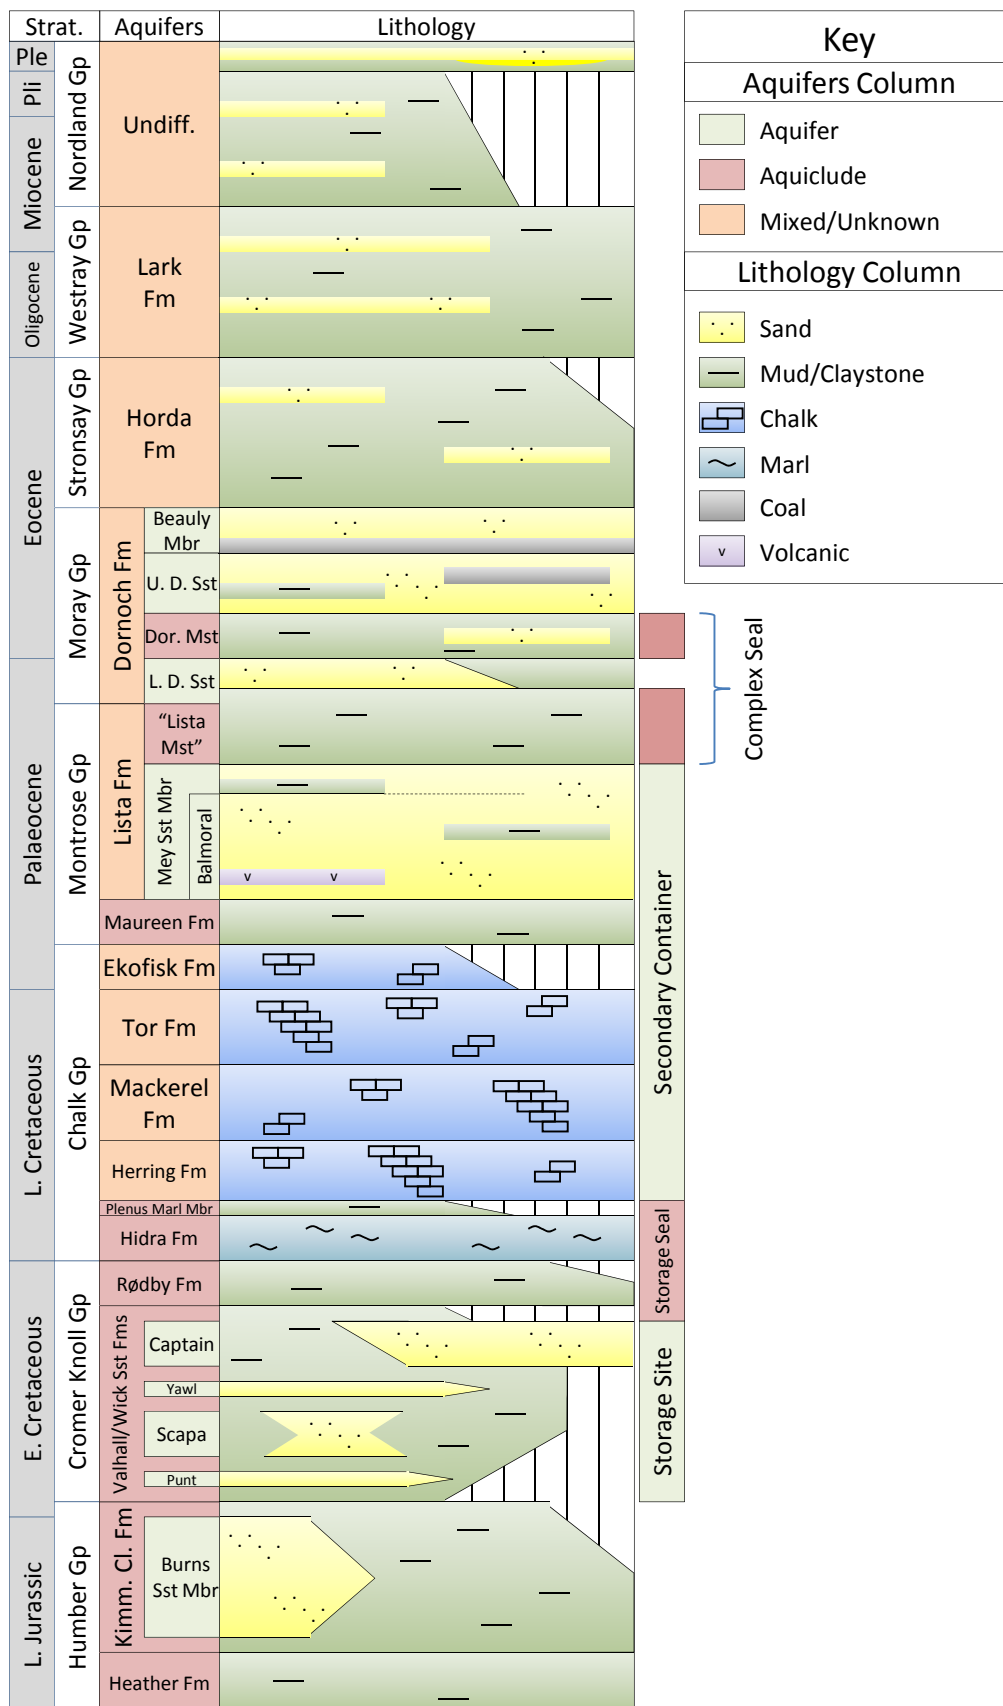 Strat.
Aquifers
Lithology
Ple
Pli
Miocene
Oligocene
Eocene
Palaeocene
L. Cretaceous
E. Cretaceous
L. Jurassic
Nordland Gp
Westray Gp
Stronsay Gp
Moray Gp
Montrose Gp
Chalk Gp
Cromer Knoll Gp
Humber Gp
Undiff.
Lark
Fm
Horda
Fm
Dornoch Fm
Beauly
Mbr
U. D. Sst
Dor. Mst
L. D. Sst
Lista Fm
“Lista
Mst”
Mey Sst Mbr
Balmoral
Maureen Fm
Ekofisk Fm
Tor Fm
Mackerel
Fm
Herring Fm
Plenus Marl Mbr
Hidra Fm
Rødby Fm
Valhall/Wick Sst Fms
Captain
Yawl
Scapa
Punt
Kimm. Cl. Fm
Burns
Sst Mbr
Heather Fm
v
v
Complex Seal
Secondary Container
Storage Seal
Storage Site
Key
Aquifers Column
Aquifer
Aquiclude
Mixed/Unknown
Lithology Column
Sand
Mud/Claystone
Chalk
Marl
Coal
v
Volcanic